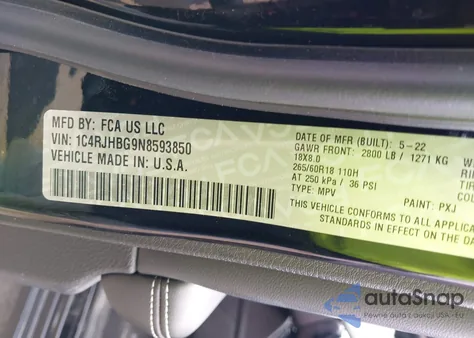 MFD BY: FCA US LLC
VIN: 1C4RJHBG9N8593850
VEHICLE MADE IN: U.S.A.
DATE OF MFR (BUILT): 5-22
GAWR FRONT: 2800 LB / 1271 KG
18X8.0
265/60R18 110H
AT 250 kPa / 36 PSI
TYPE: MPV PAINT: PXJ
THIS VEHICLE CONFORMS TO ALL
STANDARDS IN EFFECT ON THE
autoSnap